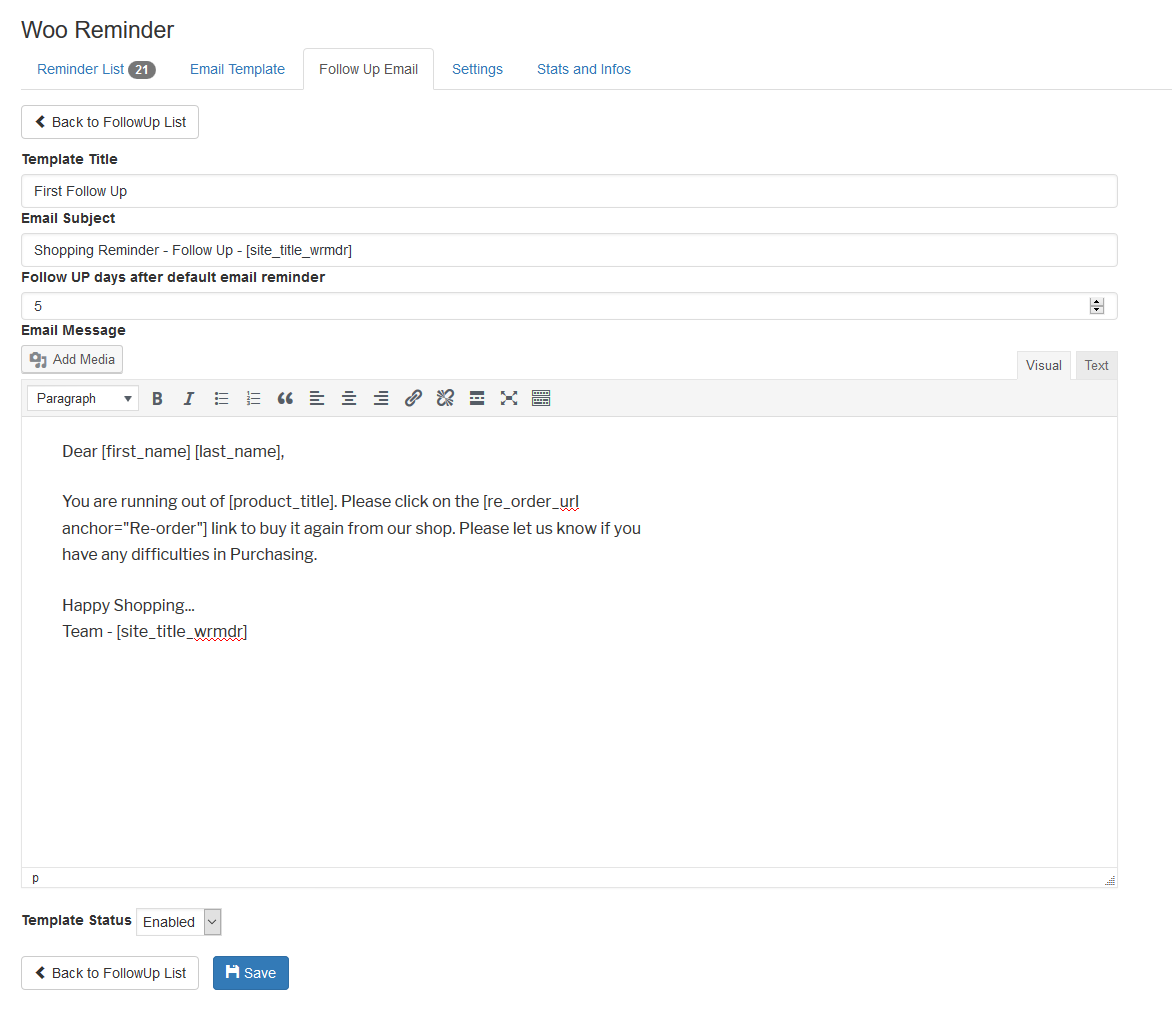 Woo Reminder
Reminder List 21 Email Template Follow Up Email Settings Stats and Infos
Back to FollowUp List
Template Title
First Follow Up
Email Subject
Shopping Reminder - Follow Up - [site_title_wrmdr]
Follow UP days after default email reminder
5
Email Message
Add Media
Visual Text
Paragraph B I
Dear [first_name] [last_name],
You are running out of [product_title]. Please click on the [re_order_url
anchor="Re-order"] link to buy it again from our shop. Please let us know if you
have any difficulties in Purchasing.
Happy Shopping...
Team - [site_title_wrmdr]
p
Template Status Enabled
Back to FollowUp List Save